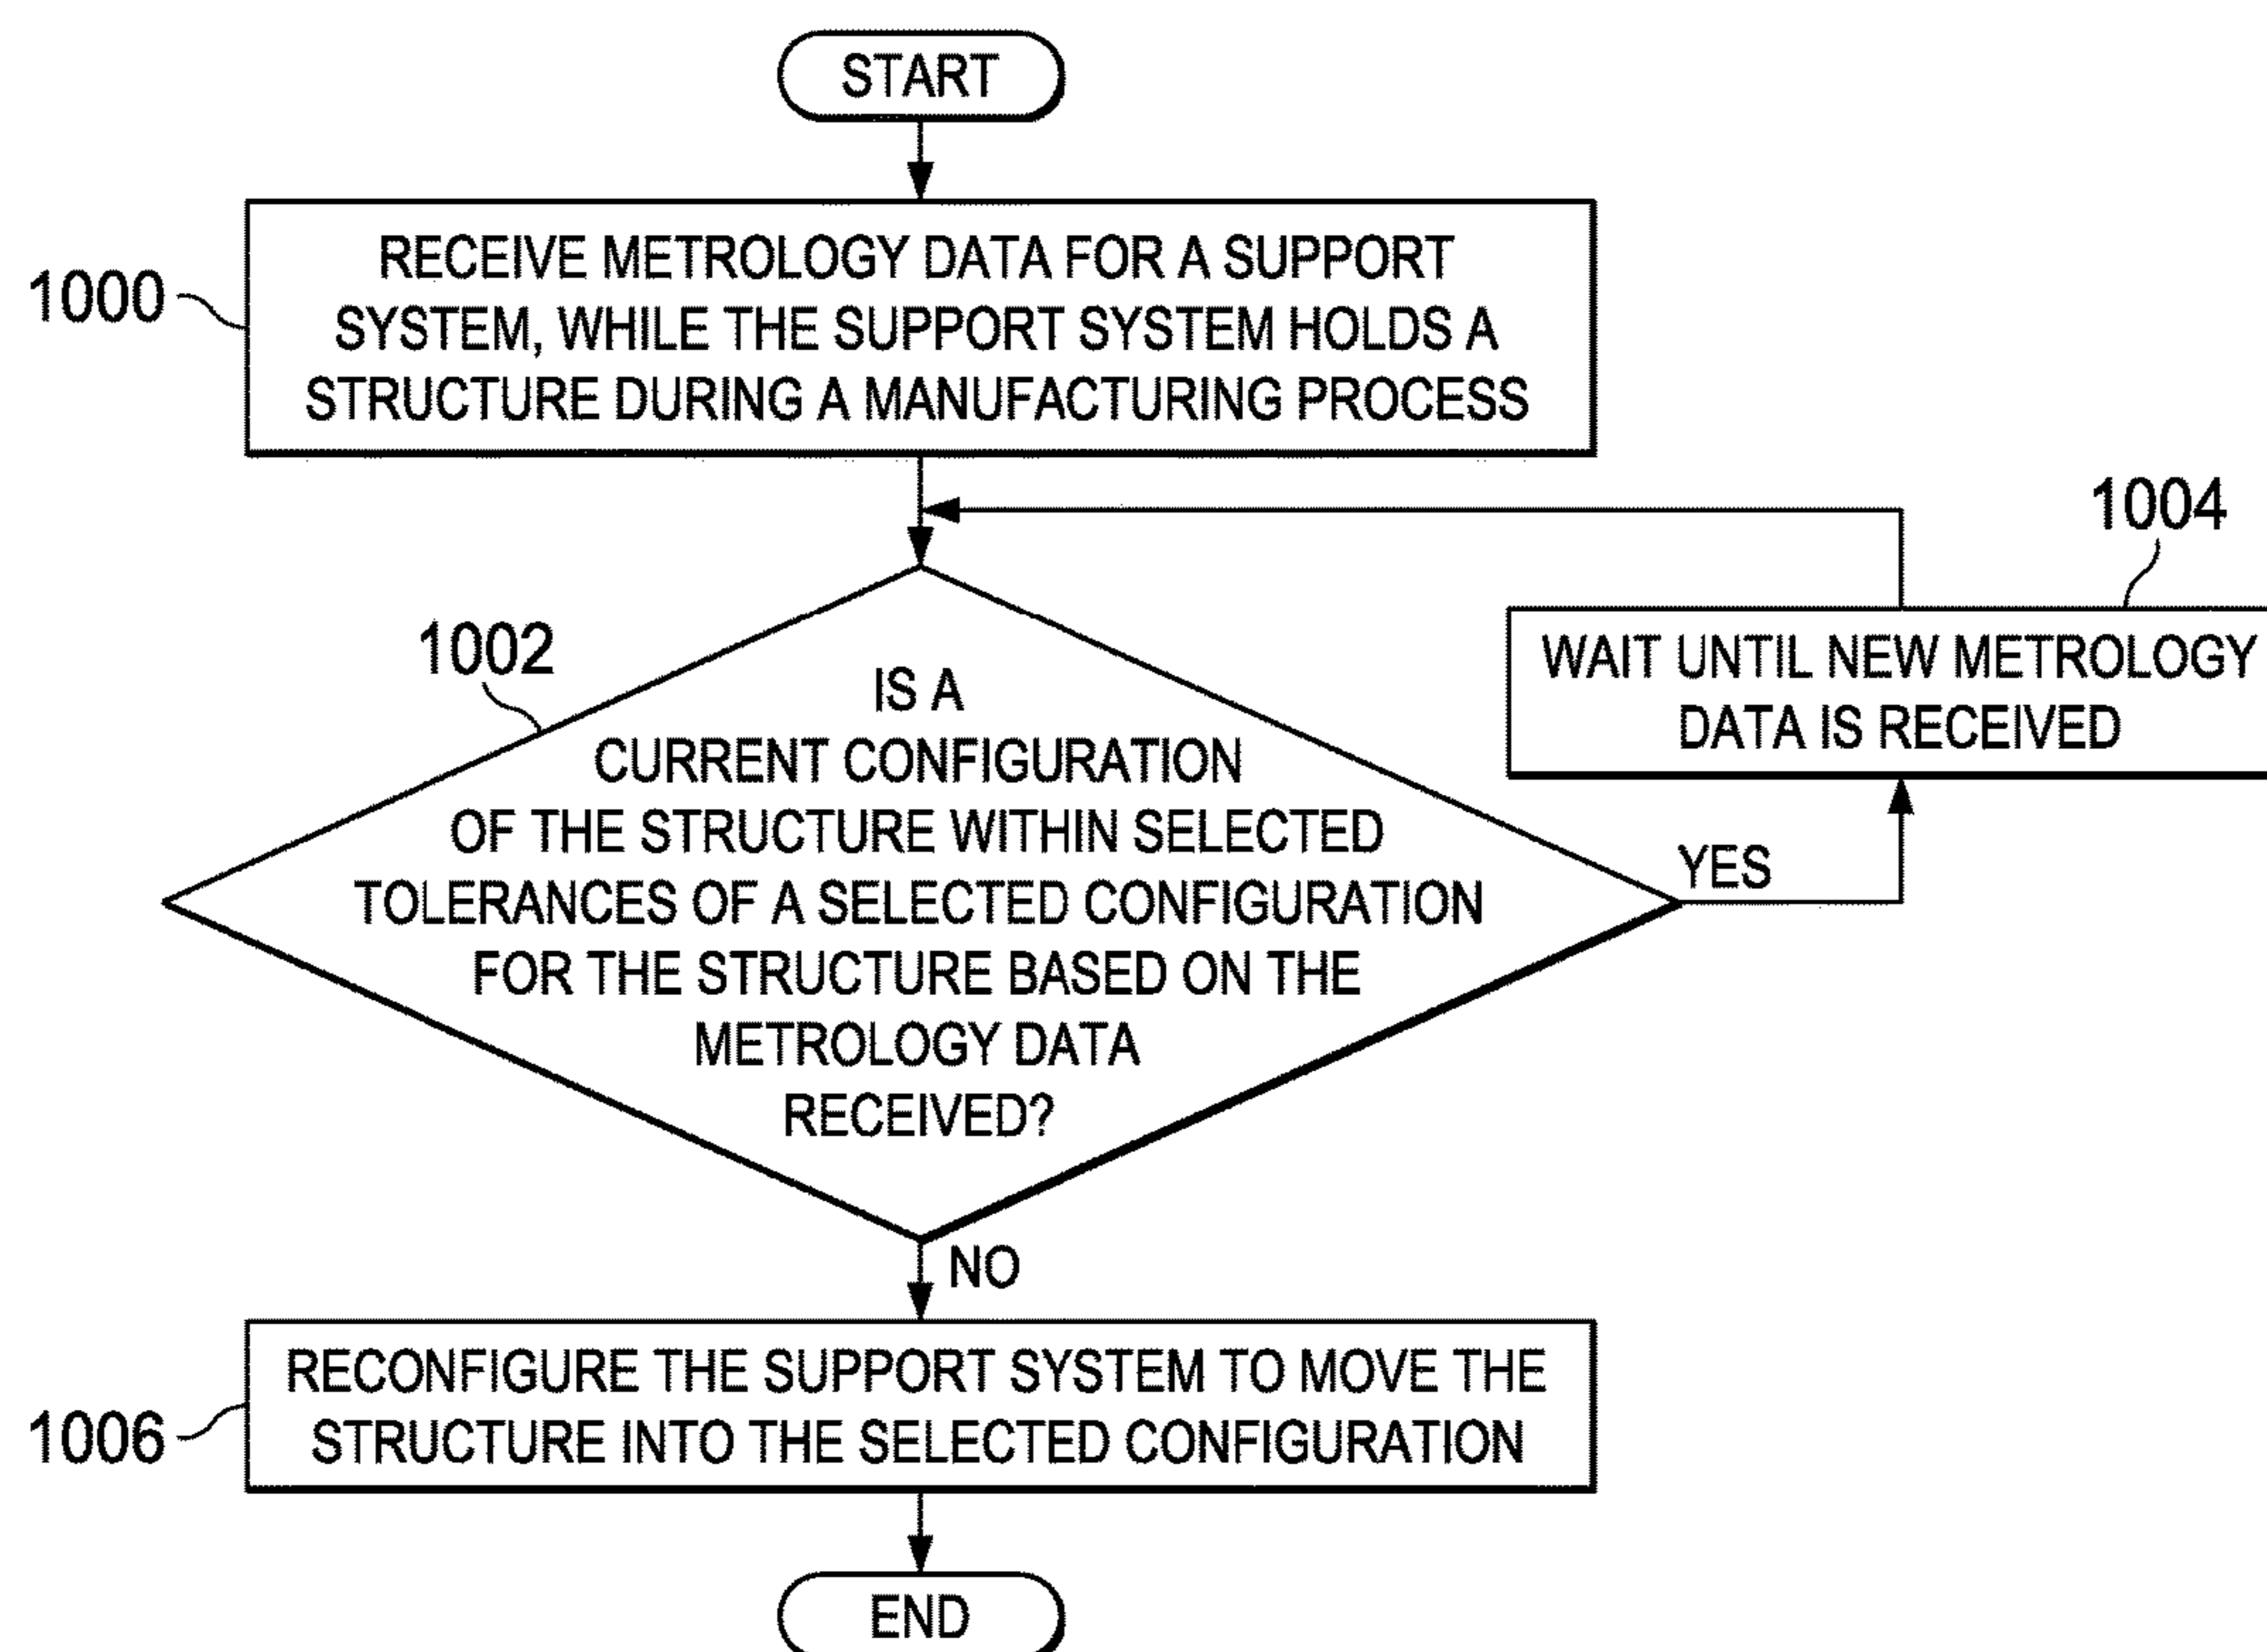 START
1000
RECEIVE METROLOGY DATA FOR A SUPPORT
SYSTEM, WHILE THE SUPPORT SYSTEM HOLDS A
STRUCTURE DURING A MANUFACTURING PROCESS
1004
WAIT UNTIL NEW METROLOGY
DATA IS RECEIVED
1002
IS A
CURRENT CONFIGURATION
OF THE STRUCTURE WITHIN SELECTED
TOLERANCES OF A SELECTED CONFIGURATION
FOR THE STRUCTURE BASED ON THE
METROLOGY DATA
RECEIVED?
YES
NO
1006
RECONFIGURE THE SUPPORT SYSTEM TO MOVE THE
STRUCTURE INTO THE SELECTED CONFIGURATION
END